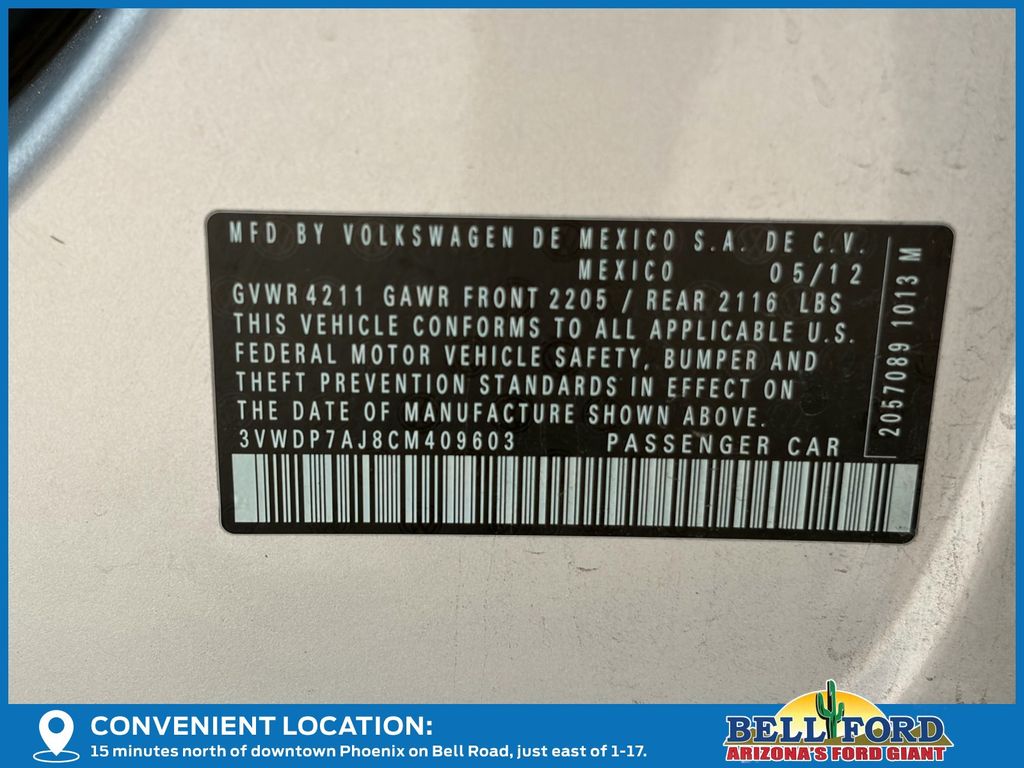 MFD BY VOLKSWAGEN DE MEXICO S.A. DE C.V.
MEXICO 05/12
GVWR 4211 GAWR FRONT 2205 / REAR 2116 LBS
THIS VEHICLE CONFORMS TO ALL APPLICABLE U.S.
FEDERAL MOTOR VEHICLE SAFETY, BUMPER AND
THEFT PREVENTION STANDARDS IN EFFECT ON
THE DATE OF MANUFACTURE SHOWN ABOVE.
3VWDP7AJ8CM409603 PASSENGER CAR
2057089 1013 M
CONVENIENT LOCATION:
15 minutes north of downtown Phoenix on Bell Road, just east of 1-17.
BELL FORD
ARIZONA'S FORD GIANT